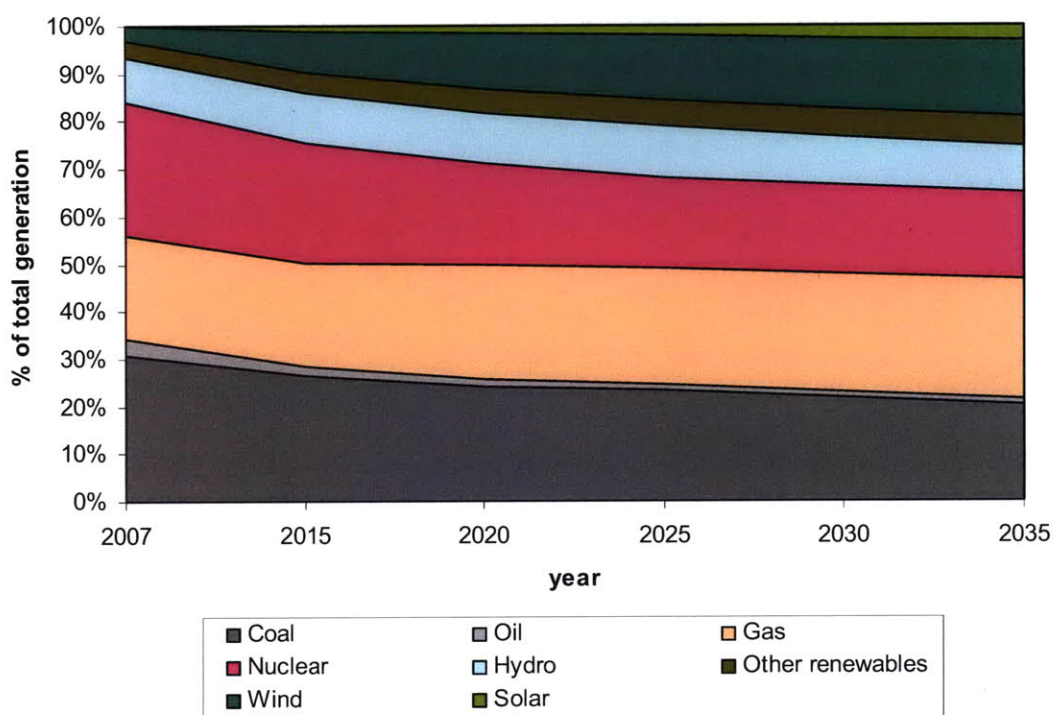 100%
90%
80%
70%
60%
50%
40%
30%
20%
10%
0%
% of total generation
2007 2015 2020 2025 2030 2035
year
Coal Oil Gas
Nuclear Hydro Other renewables
Wind Solar